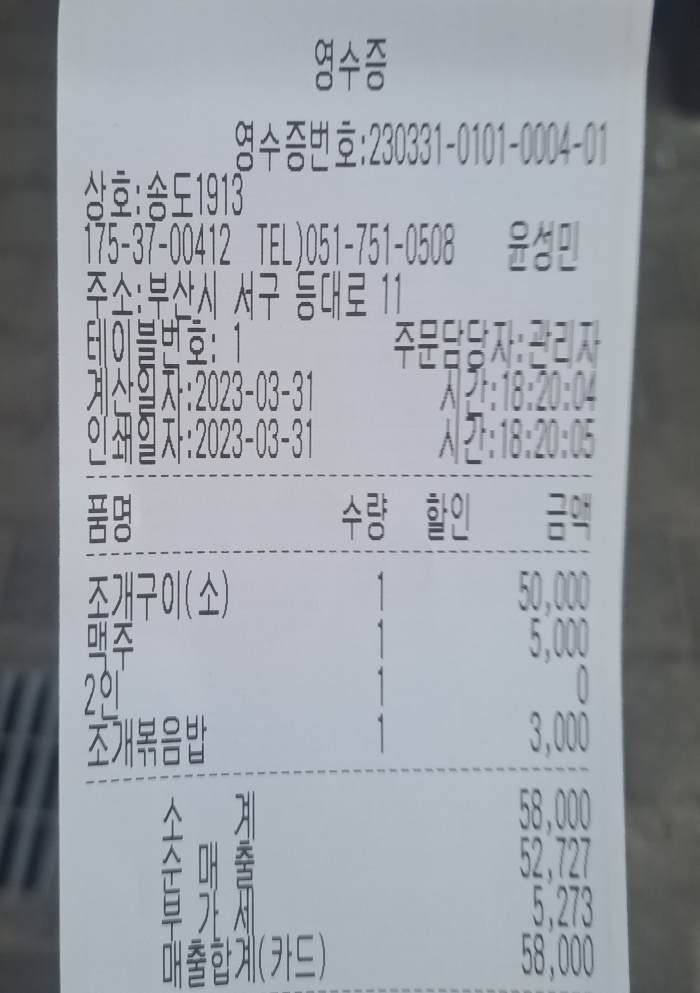 영수증
영수증번호:230331-0101-0004-01
상호:송도1913
175-37-00412 TEL)051-751-0508 윤성민
주소:부산시 서구 등대로 11
테이블번호: 1 주문담당자:관리자
계산일자:2023-03-31 시간:18:20:04
인쇄일자:2023-03-31 시간:18:20:05
품명 수량 할인 금액
조개구이(소) 1 50,000
맥주 1 5,000
2인 1 0
조개볶음밥 1 3,000
소 계 58,000
순 매 출 52,727
부 가 세 5,273
매출합계(카드) 58,000